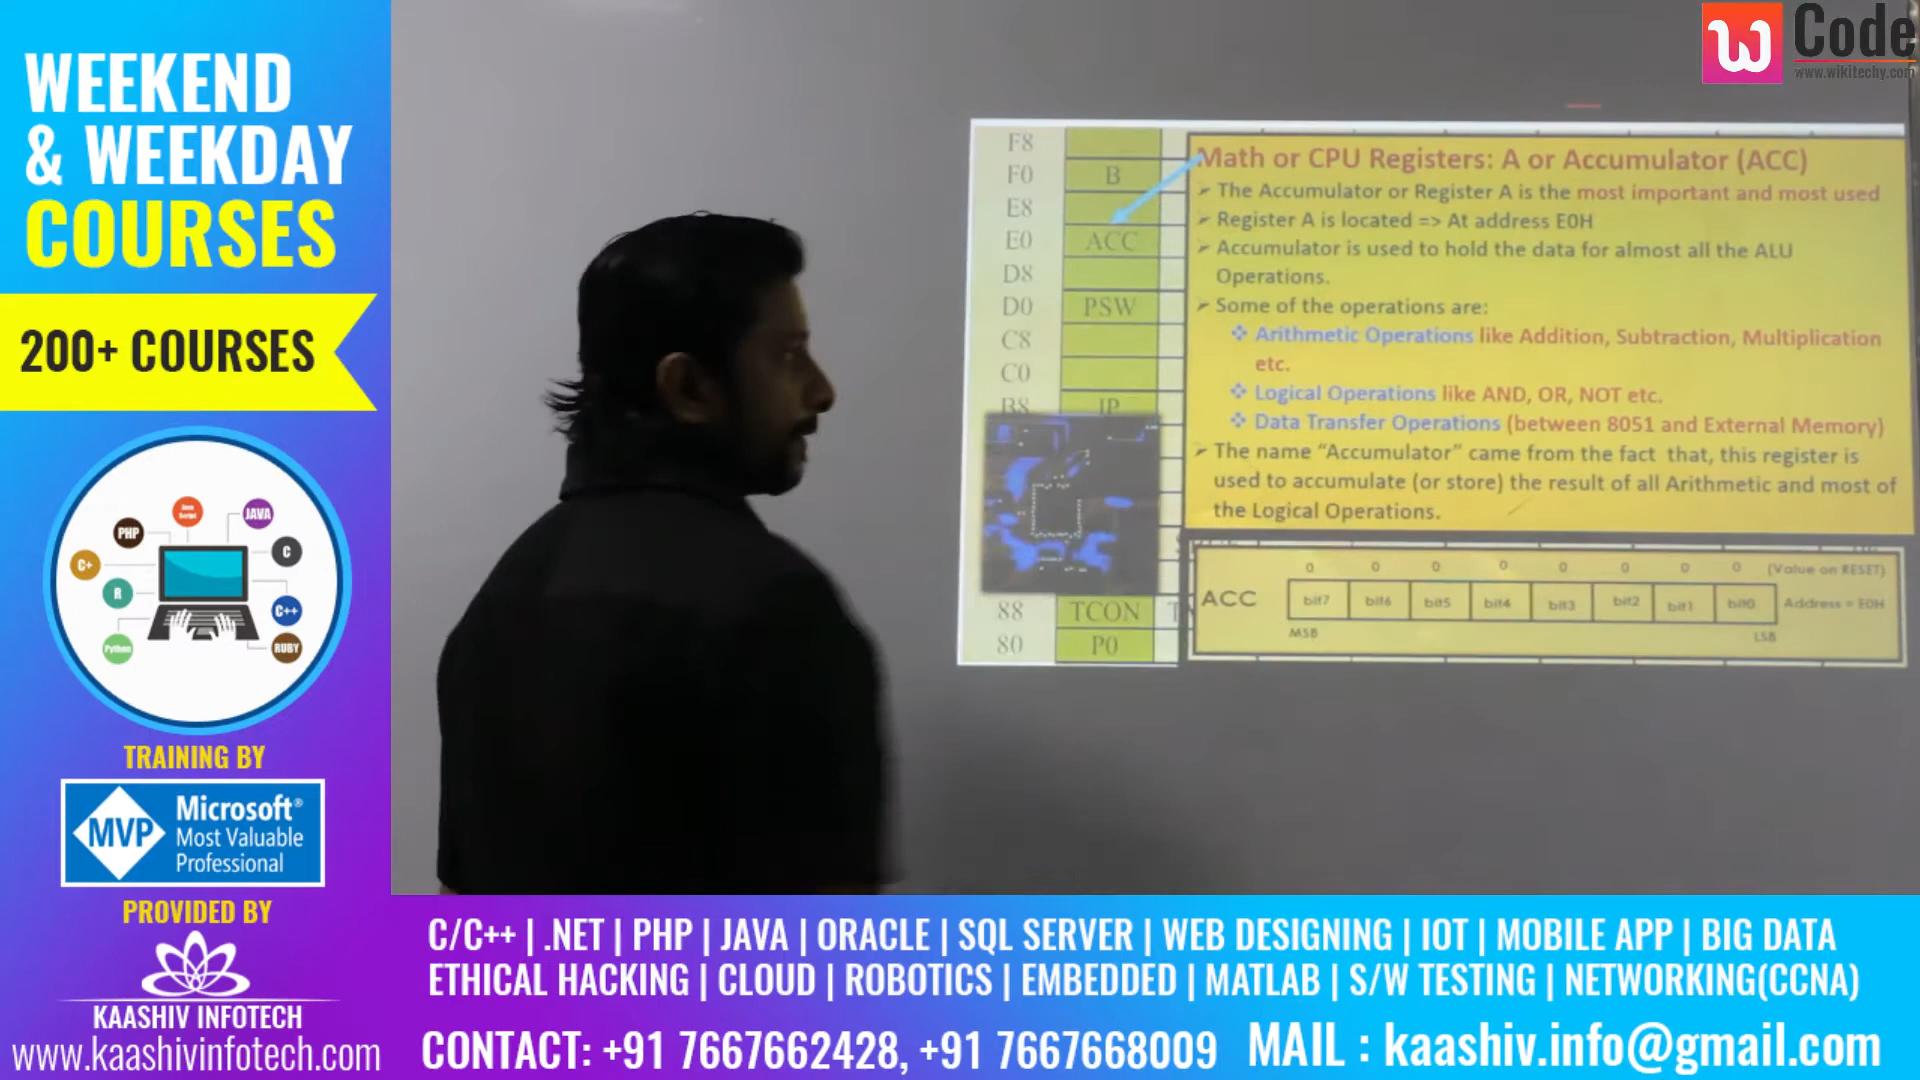 WEEKEND
& WEEKDAY
COURSES
200+ COURSES
Java
Script
JAVA
PHP
C
C+
R
C++
Python
RUBY
TRAINING BY
MVP
Microsoft®
Most Valuable
Professional
PROVIDED BY
KAASHIV INFOTECH
www.kaashivinfotech.com
W Code
www.wikitechy.com
F8
F0 B
E8
E0 ACC
D8
D0 PSW
C8
C0
B8 IP
88 TCON
80 P0
Math or CPU Registers: A or Accumulator (ACC)
➢ The Accumulator or Register A is the most important and most used
➢ Register A is located => At address E0H
➢ Accumulator is used to hold the data for almost all the ALU
Operations.
➢ Some of the operations are:
❖ Arithmetic Operations like Addition, Subtraction, Multiplication
etc.
❖ Logical Operations like AND, OR, NOT etc.
❖ Data Transfer Operations (between 8051 and External Memory)
➢ The name “Accumulator” came from the fact that, this register is
used to accumulate (or store) the result of all Arithmetic and most of
the Logical Operations.
0 0 0 0 0 0 0 0 (Value on RESET)
ACC bit7 bit6 bit5 bit4 bit3 bit2 bit1 bit0 Address = E0H
MSB LSB
C/C++ | .NET | PHP | JAVA | ORACLE | SQL SERVER | WEB DESIGNING | IOT | MOBILE APP | BIG DATA
ETHICAL HACKING | CLOUD | ROBOTICS | EMBEDDED | MATLAB | S/W TESTING | NETWORKING(CCNA)
CONTACT: +91 7667662428, +91 7667668009 MAIL : kaashiv.info@gmail.com